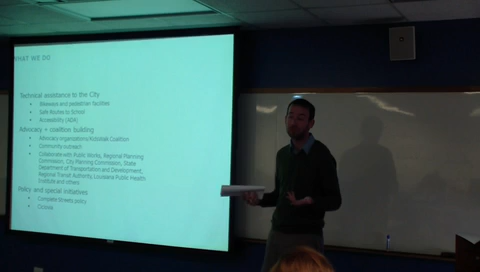 WHAT WE DO
Technical assistance to the City
• Bikeways and pedestrian facilities
• Safe Routes to School
• Accessibility (ADA)
Advocacy + coalition building
• Advocacy organizations/KidsWalk Coalition
• Community outreach
• Collaborate with Public Works, Regional Planning
Commission, City Planning Commission, State
Department of Transportation and Development,
Regional Transit Authority, Louisiana Public Health
Institute and others
Policy and special initiatives
• Complete Streets policy
• Ciclovia